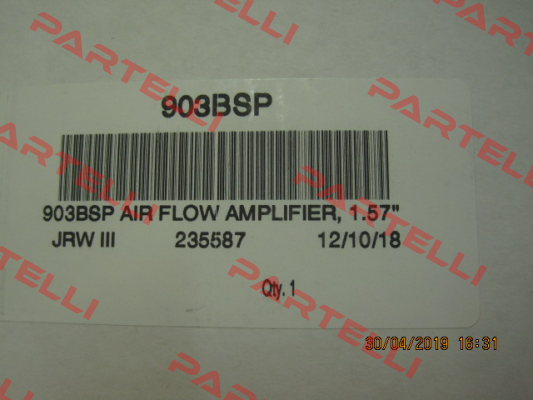 903BSP
903BSP AIR FLOW AMPLIFIER, 1.57"
JRW III 235587 12/10/18
Qty. 1
30/04/2019 16:31
PARTELLI
PARTELLI
PARTELLI
PARTELLI
PARTELLI
PARTELLI
PARTELLI